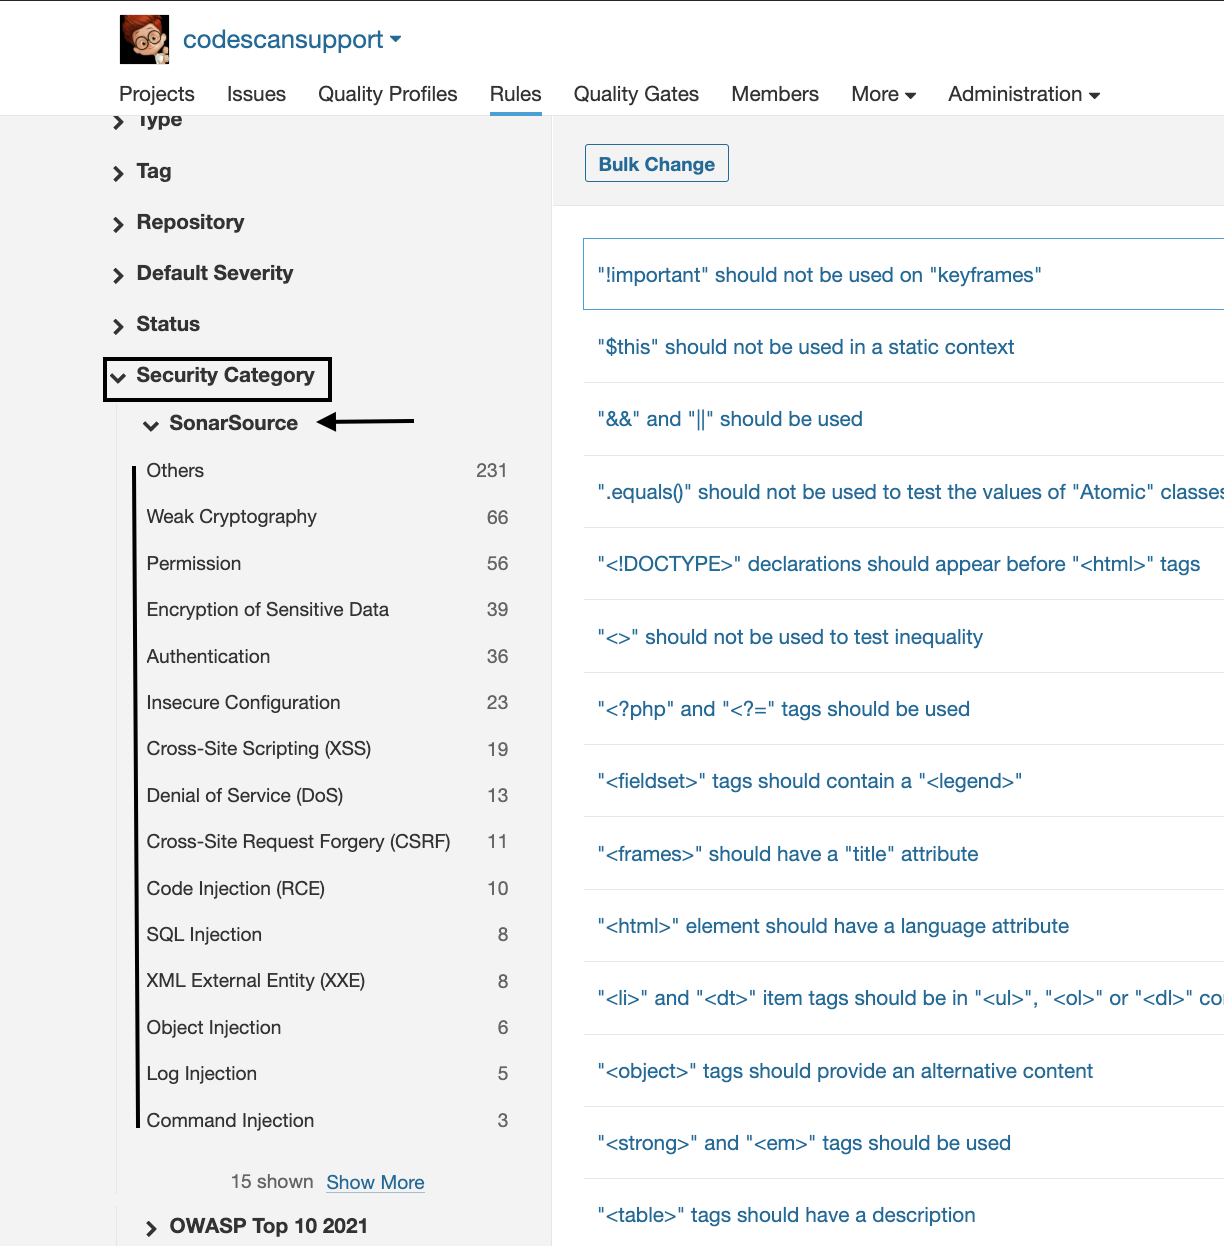 codescansupport
Projects Issues Quality Profiles Rules Quality Gates Members More Administration
Type
Tag
Repository
Default Severity
Status
Security Category
SonarSource
Others 231
Weak Cryptography 66
Permission 56
Encryption of Sensitive Data 39
Authentication 36
Insecure Configuration 23
Cross-Site Scripting (XSS) 19
Denial of Service (DoS) 13
Cross-Site Request Forgery (CSRF) 11
Code Injection (RCE) 10
SQL Injection 8
XML External Entity (XXE) 8
Object Injection 6
Log Injection 5
Command Injection 3
15 shown Show More
OWASP Top 10 2021
Bulk Change
"!important" should not be used on "keyframes"
"$this" should not be used in a static context
"&&" and "||" should be used
".equals()" should not be used to test the values of "Atomic" classes
"<!DOCTYPE>" declarations should appear before "<html>" tags
"<>" should not be used to test inequality
"<?php" and "<?=" tags should be used
"<fieldset>" tags should contain a "<legend>"
"<frames>" should have a "title" attribute
"<html>" element should have a language attribute
"<li>" and "<dt>" item tags should be in "<ul>", "<ol>" or "<dl>"
"<object>" tags should provide an alternative content
"<strong>" and "<em>" tags should be used
"<table>" tags should have a description